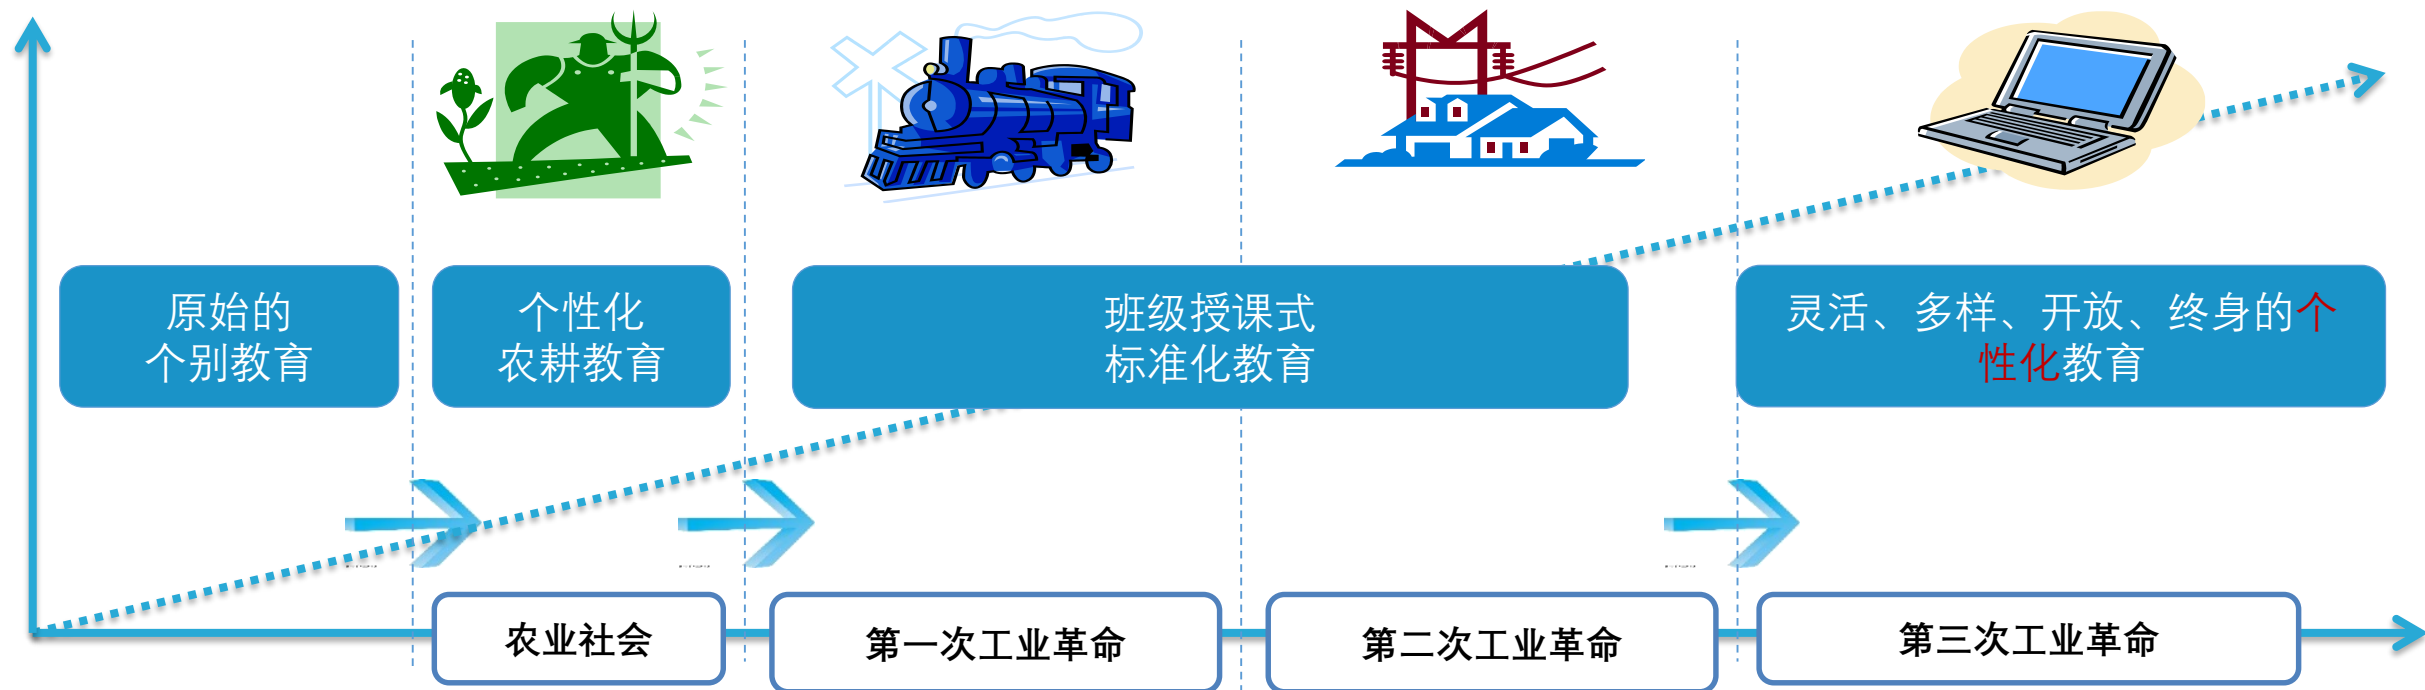 原始的
个别教育
个性化
农耕教育
班级授课式
标准化教育
灵活、多样、开放、终身的个
性化教育
农业社会
第一次工业革命
第二次工业革命
第三次工业革命